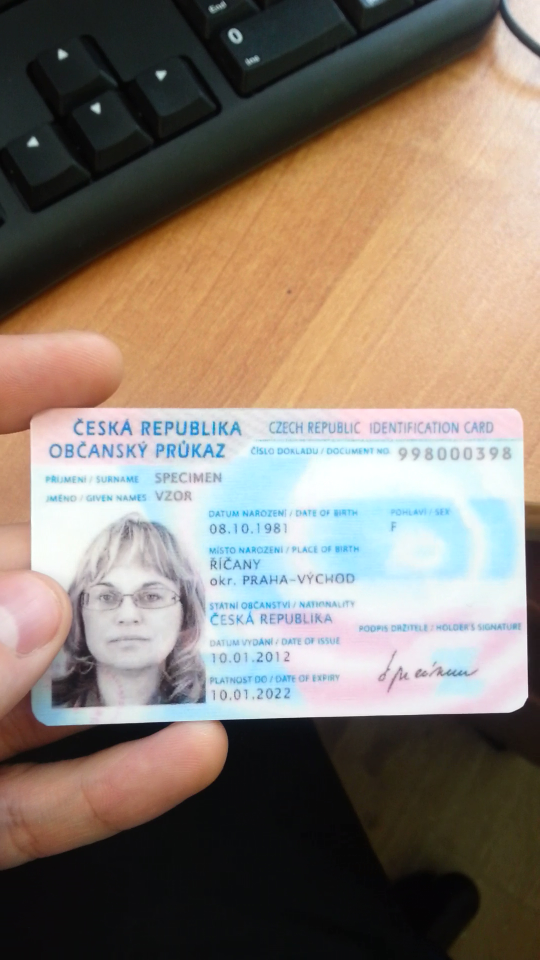 End
0
Ins
ČESKÁ REPUBLIKA
OBČANSKÝ PRŮKAZ
CZECH REPUBLIC IDENTIFICATION CARD
ČÍSLO DOKLADU / DOCUMENT NO. 998000398
PŘÍJMENÍ / SURNAME SPECIMEN
JMÉNO / GIVEN NAMES VZOR
DATUM NAROZENÍ / DATE OF BIRTH
POHLAVÍ / SEX
08.10.1981
F
MÍSTO NAROZENÍ / PLACE OF BIRTH
ŘÍČANY
okr. PRAHA-VÝCHOD
STÁTNÍ OBČANSTVÍ / NATIONALITY
ČESKÁ REPUBLIKA
PODPIS DRŽITELE / HOLDER'S SIGNATURE
DATUM VYDÁNÍ / DATE OF ISSUE
10.01.2012
Specimen
PLATNOST DO / DATE OF EXPIRY
10.01.2022